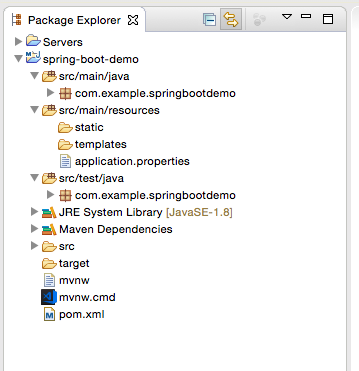 Package Explorer
Servers
spring-boot-demo
src/main/java
com.example.springbootdemo
src/main/resources
static
templates
application.properties
src/test/java
com.example.springbootdemo
JRE System Library [JavaSE-1.8]
Maven Dependencies
src
target
mvnw
mvnw.cmd
pom.xml